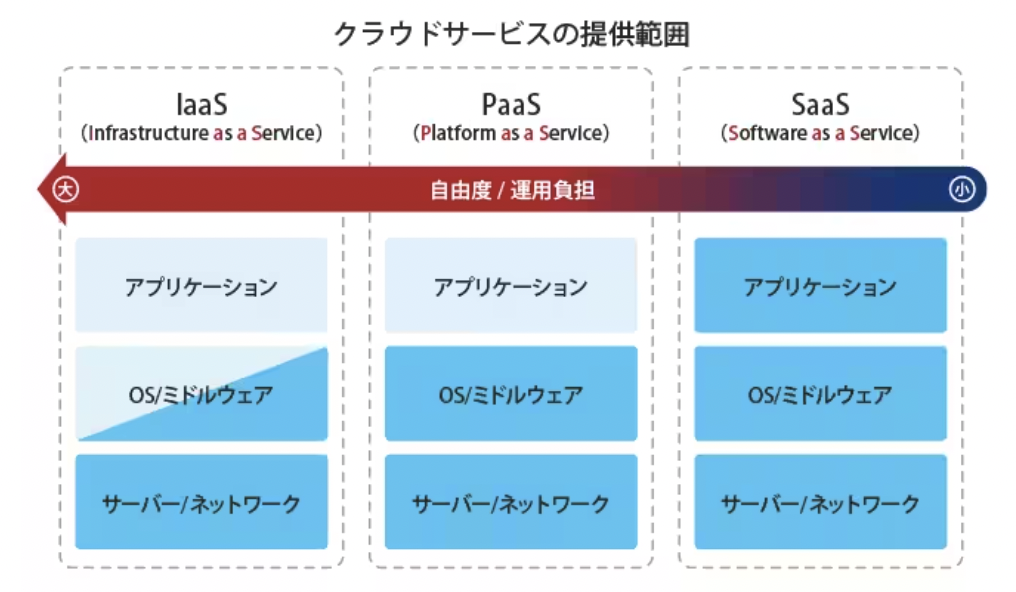 クラウドサービスの提供範囲
IaaS
（Infrastructure as a Service）
PaaS
（Platform as a Service）
SaaS
（Software as a Service）
大
自由度 / 運用負担
小
アプリケーション
アプリケーション
アプリケーション
OS/ミドルウェア
OS/ミドルウェア
OS/ミドルウェア
サーバー/ネットワーク
サーバー/ネットワーク
サーバー/ネットワーク